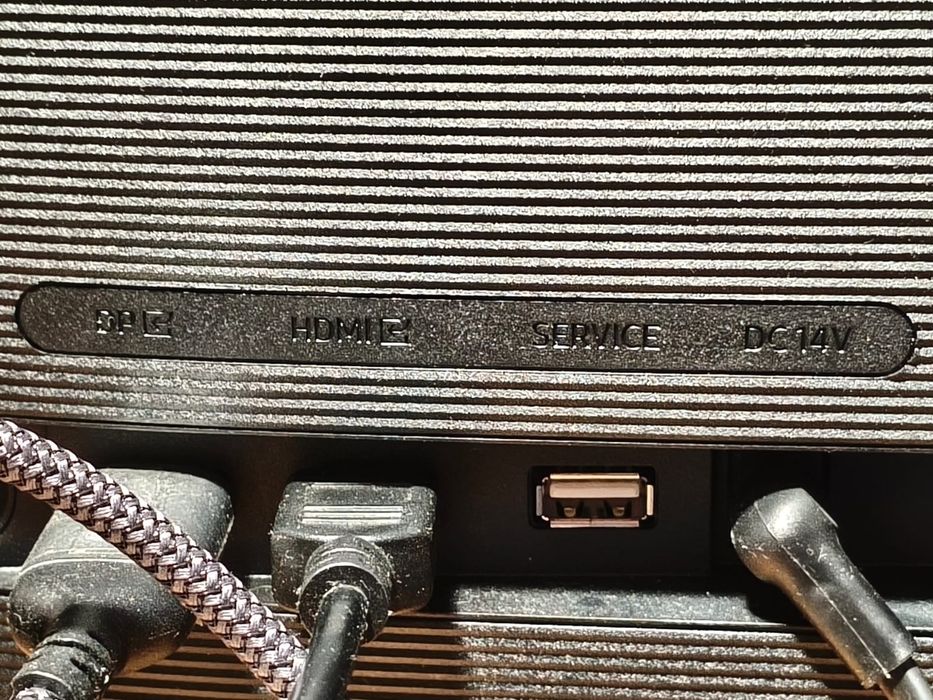 DP HDMI SERVICE DC 14V